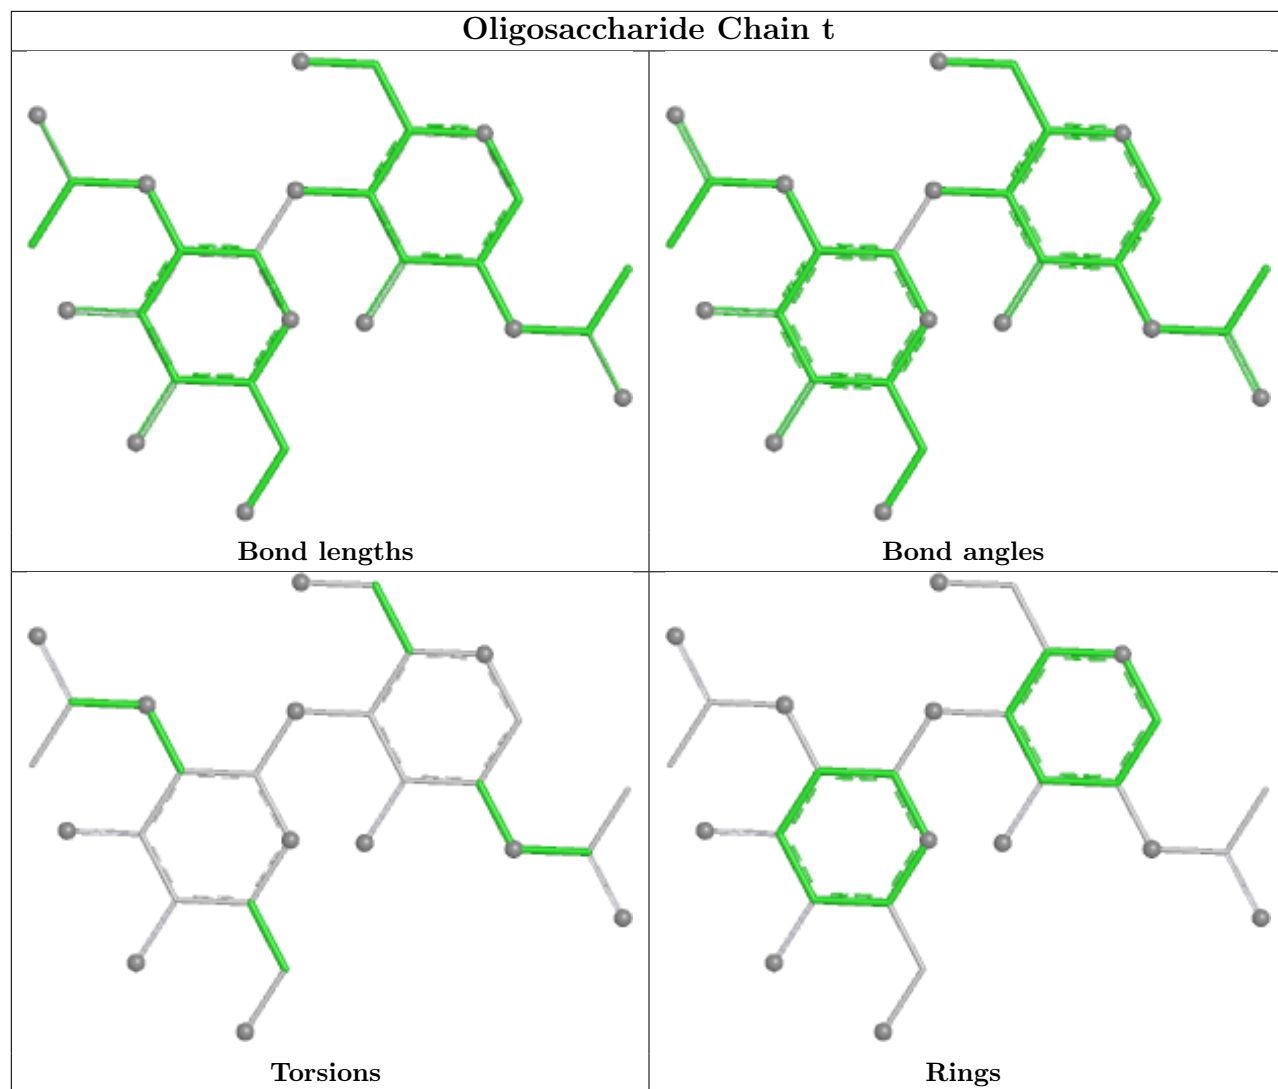 Oligosaccharide Chain t
Bond lengths
Bond angles
Torsions
Rings